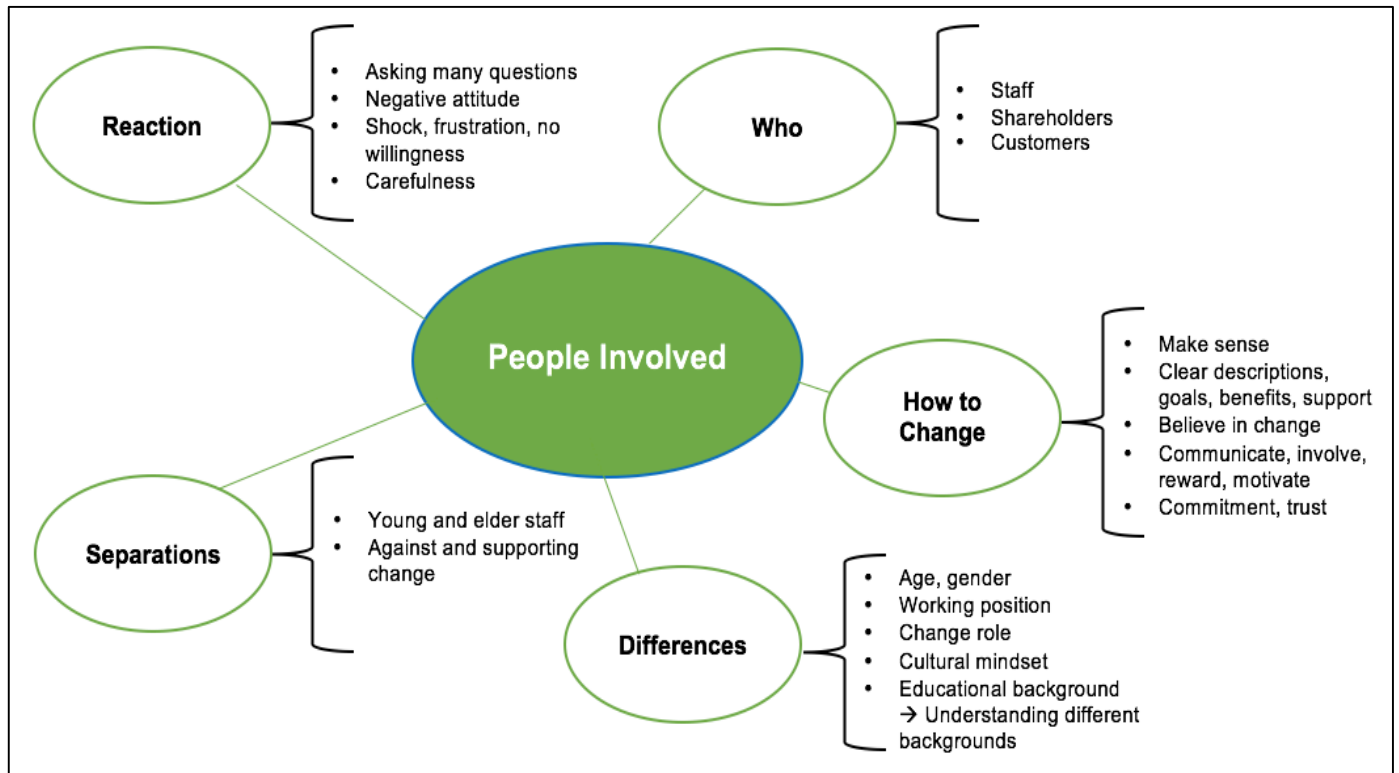 Reaction
• Asking many questions
• Negative attitude
• Shock, frustration, no
willingness
• Carefulness
Who
• Staff
• Shareholders
• Customers
People Involved
How to
Change
• Make sense
• Clear descriptions,
goals, benefits, support
• Believe in change
• Communicate, involve,
reward, motivate
• Commitment, trust
Separations
• Young and elder staff
• Against and supporting
change
Differences
• Age, gender
• Working position
• Change role
• Cultural mindset
• Educational background
→ Understanding different
backgrounds